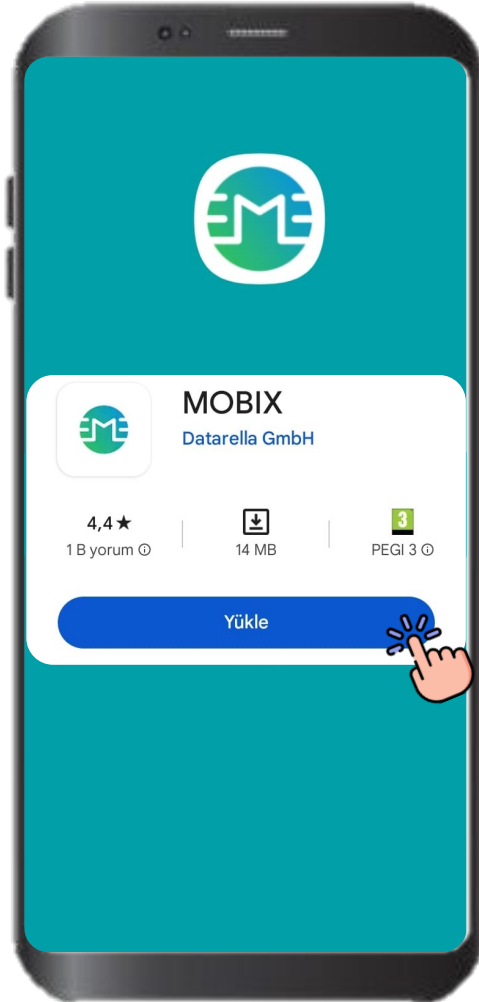 MOBIX
Datarella GmbH
4,4★
1 B yorum
14 MB
3
PEGI 3
Yükle